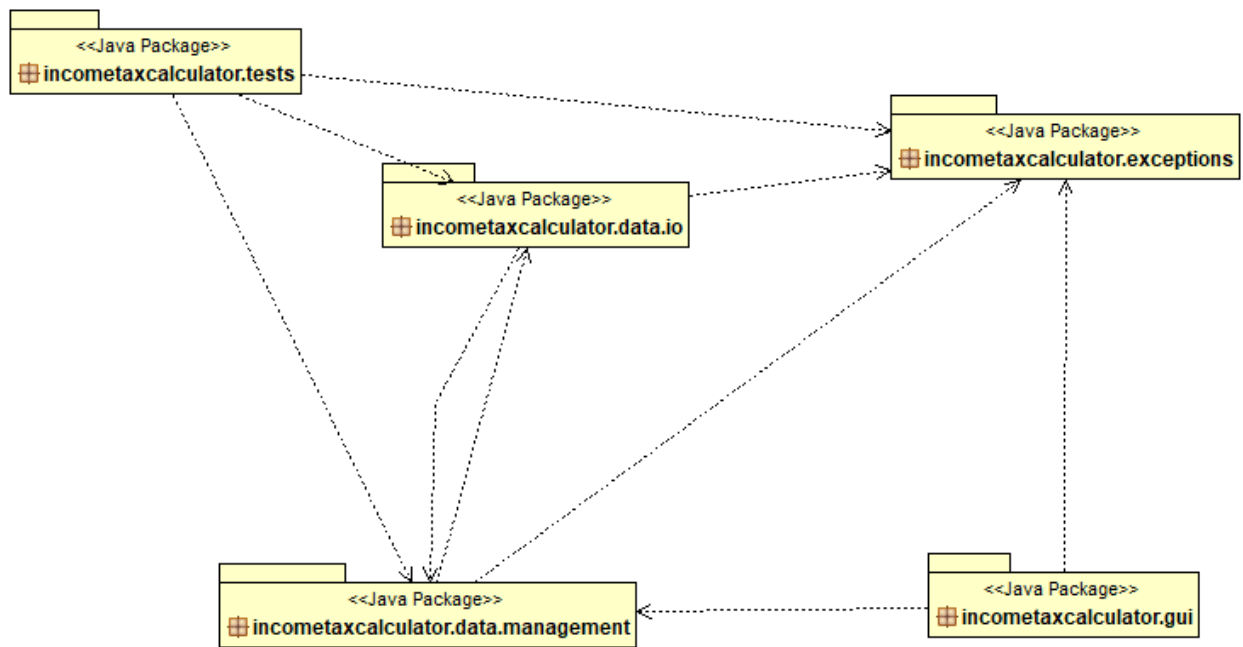 <<Java Package>>
incometaxcalculator.tests
<<Java Package>>
incometaxcalculator.exceptions
<<Java Package>>
incometaxcalculator.data.io
<<Java Package>>
incometaxcalculator.data.management
<<Java Package>>
incometaxcalculator.gui